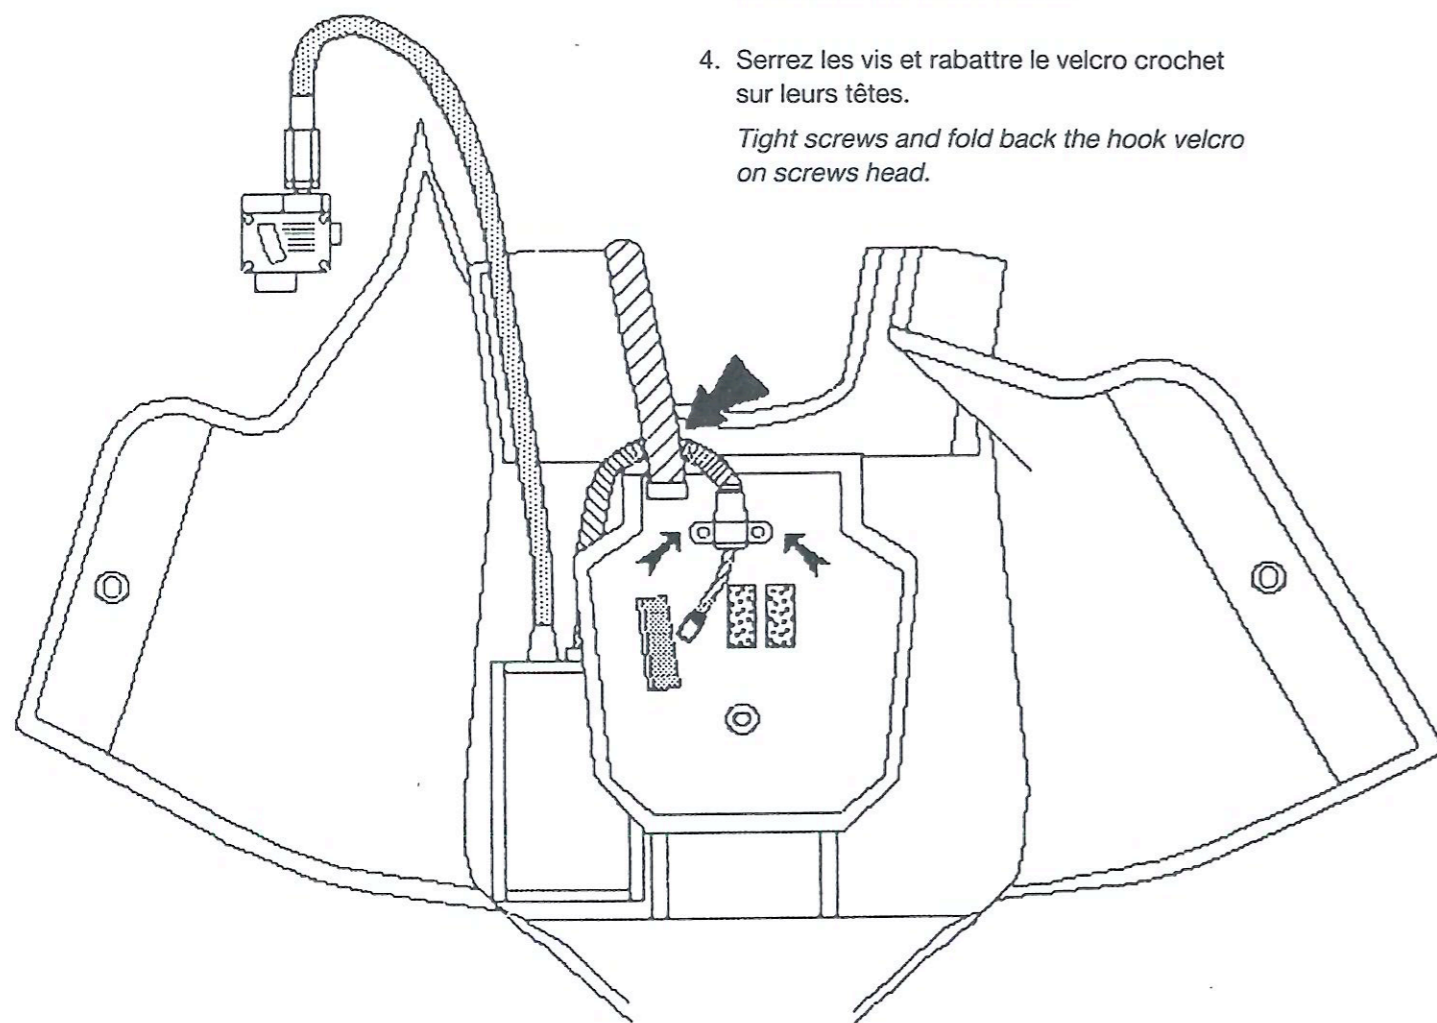 4. Serrez les vis et rabattre le velcro crochet
sur leurs têtes.
Tight screws and fold back the hook velcro
on screws head.